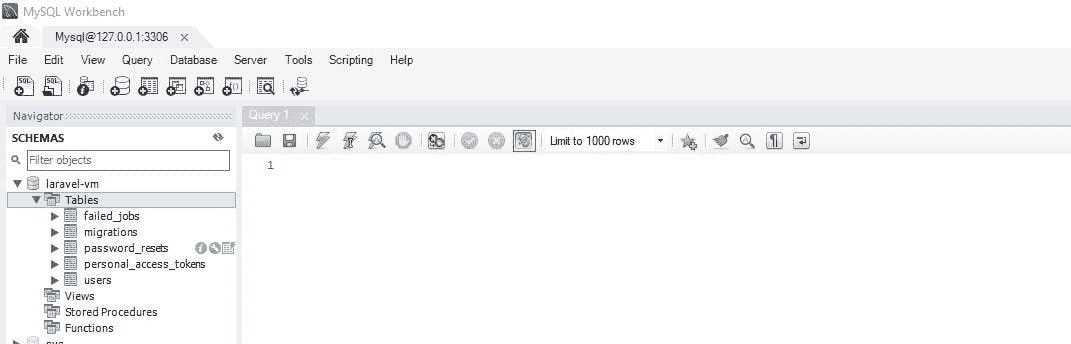 MySQL Workbench
Mysql@127.0.0.1:3306
File Edit View Query Database Server Tools Scripting Help
Navigator
Query 1
SCHEMAS
Limit to 1000 rows
Filter objects
1
laravel-vm
Tables
failed_jobs
migrations
password_resets
personal_access_tokens
users
Views
Stored Procedures
Functions